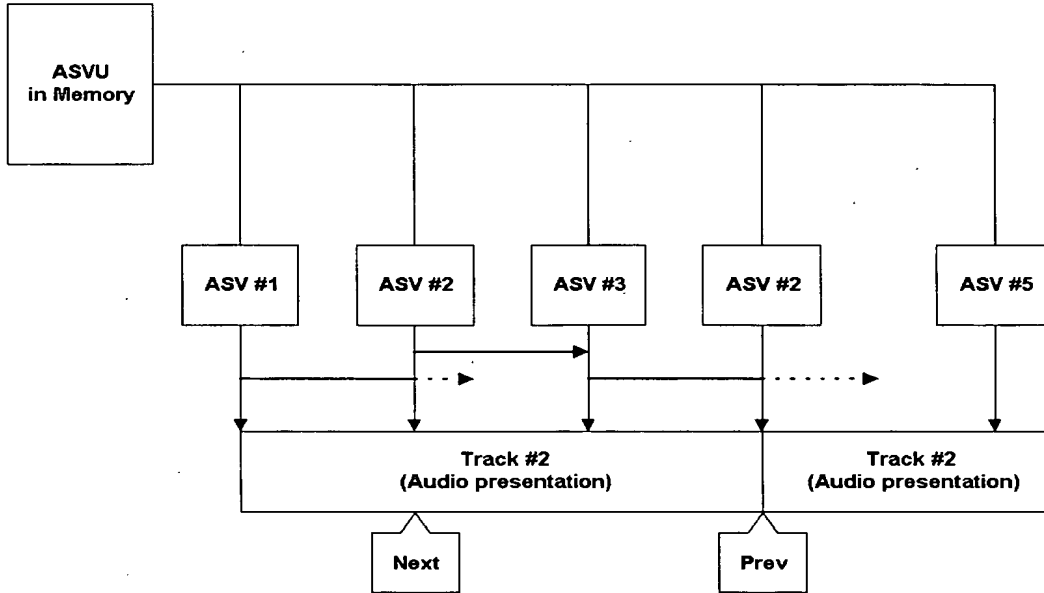 ASVU
in Memory
ASV #1
ASV #2
ASV #3
ASV #2
ASV #5
Track #2
(Audio presentation)
Track #2
(Audio presentation)
Next
Prev